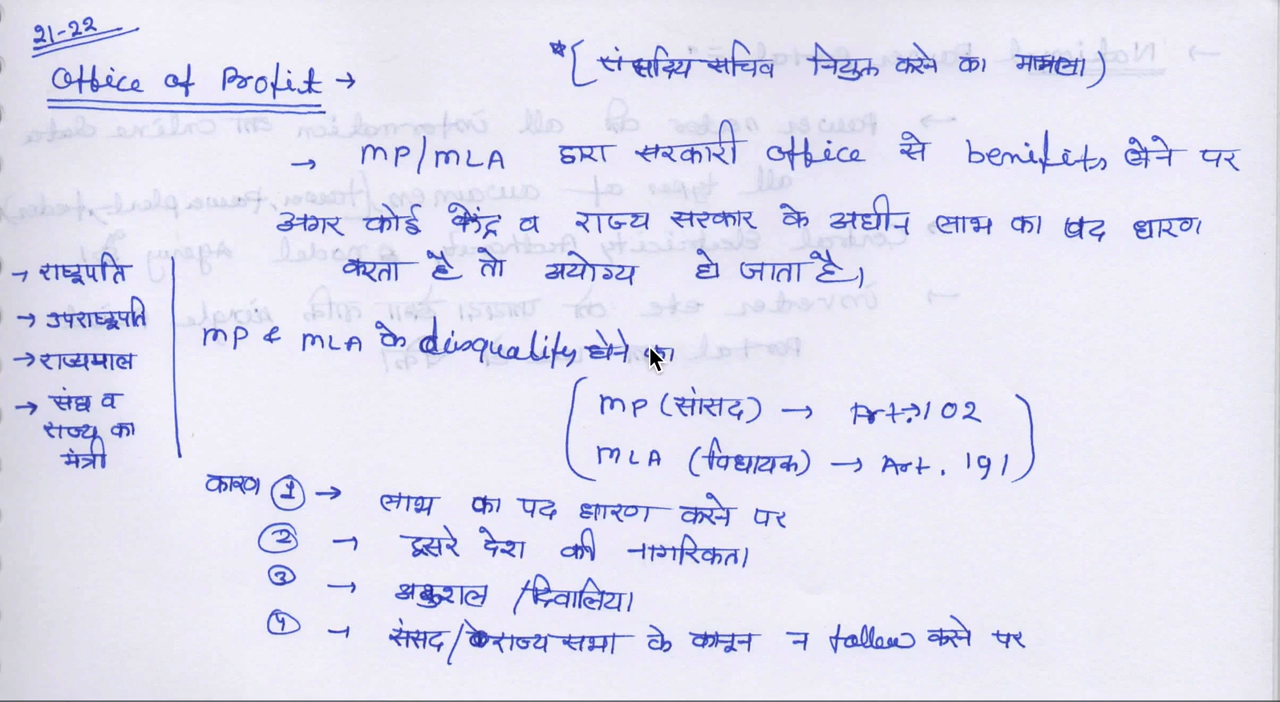 21-22
Office of Profit →
*[ संसदिय सचिव नियुक्त करने का मामला)
→ MP/MLA द्वारा सरकारी office से benifits लेने पर
अगर कोई केंद्र व राज्य सरकार के अधीन लाभ का पद धारण
करता है तो अयोग्य हो जाता है।
→ राष्ट्रपति
→ उपराष्ट्रपति
→ राज्यपाल
→ संघ व
राज्य का
मंत्री
MP & MLA के disqualify होने का
MP (सांसद) → Art. 102
MLA (विधायक) → Art. 191
कारण ① → लाभ का पद धारण करने पर
② → दूसरे देश की नागरिकता
③ → अकुशल / दिवालिया
④ → संसद/राज्य सभा के कानून न follow करने पर